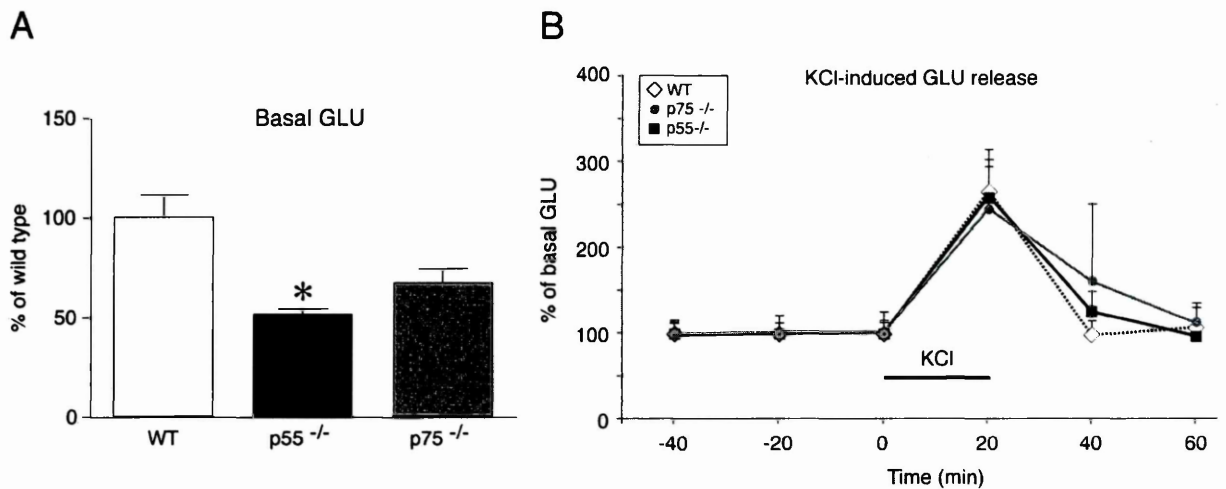 A
Basal GLU
% of wild type
150
100
50
0
*
WT
p55 -/-
p75 -/-
B
KCl-induced GLU release
WT
p75 -/-
p55-/-
% of basal GLU
400
300
200
100
0
KCl
-40
-20
0
20
40
60
Time (min)